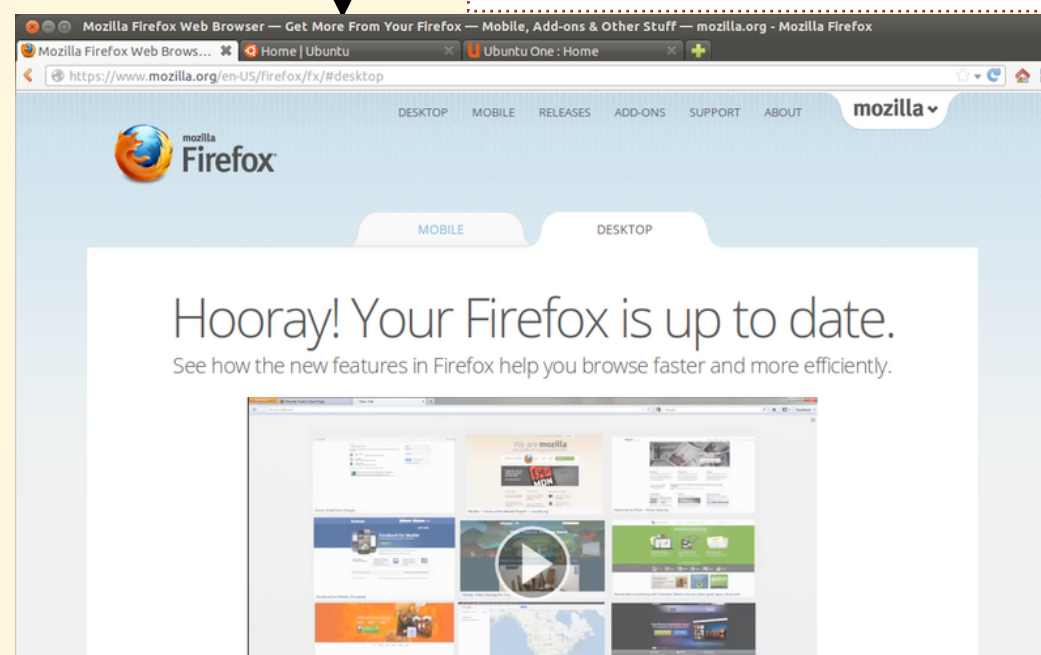 Mozilla Firefox Web Browser — Get More From Your Firefox — Mobile, Add-ons & Other Stuff — mozilla.org - Mozilla Firefox
Mozilla Firefox Web Brows... Home | Ubuntu Ubuntu One : Home
https://www.mozilla.org/en-US/firefox/fx/#desktop
DESKTOP MOBILE RELEASES ADD-ONS SUPPORT ABOUT mozilla
mozilla
Firefox
MOBILE DESKTOP
Hooray! Your Firefox is up to date.
See how the new features in Firefox help you browse faster and more efficiently.
We are mozilla
MDN